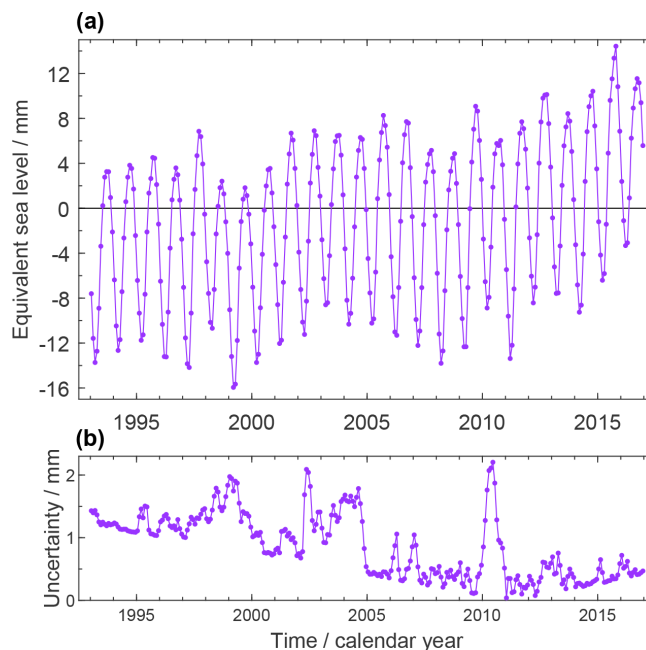 (a)
Equivalent sea level / mm
12
8
4
0
-4
-8
-12
-16
1995 2000 2005 2010 2015
(b)
Uncertainty / mm
2
1
0
1995 2000 2005 2010 2015
Time / calendar year